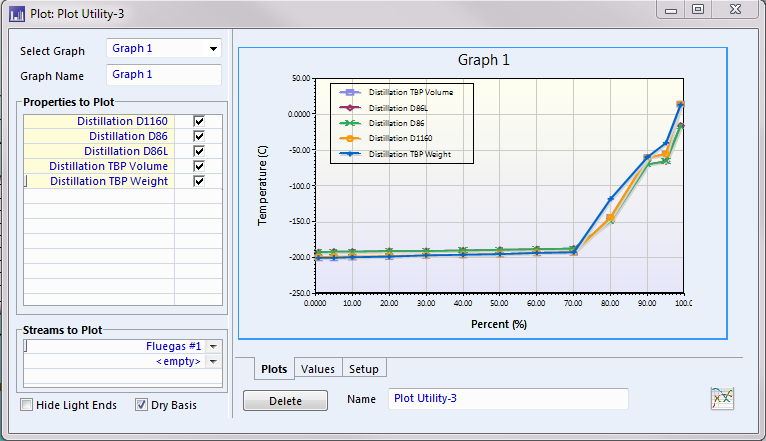 Plot: Plot Utility-3
Select Graph Graph 1
Graph Name Graph 1
Properties to Plot
Distillation D1160
Distillation D86
Distillation D86L
Distillation TBP Volume
Distillation TBP Weight
Streams to Plot
Fluegas #1
<empty>
Hide Light Ends Dry Basis
Graph 1
Temperature (C)
50.00
0.0000
-50.00
-100.0
-150.0
-200.0
-250.0
Distillation TBP Volume
Distillation D86L
Distillation D86
Distillation D1160
Distillation TBP Weight
0.0000 10.00 20.00 30.00 40.00 50.00 60.00 70.00 80.00 90.00 100.0
Percent (%)
Plots Values Setup
Delete Name Plot Utility-3